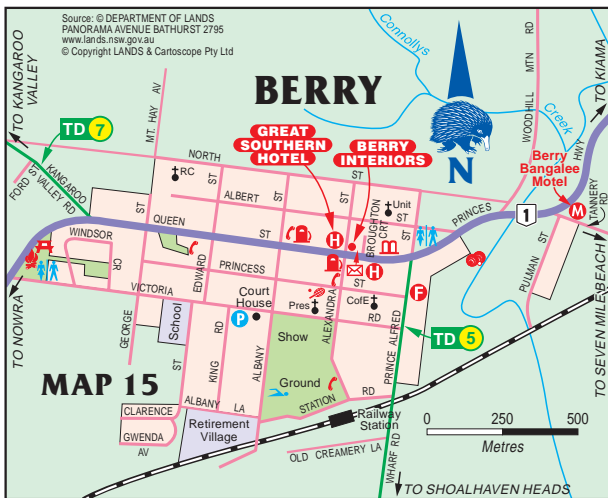 Source: © DEPARTMENT OF LANDS
PANORAMA AVENUE BATHURST 2795
www.lands.nsw.gov.au
© Copyright LANDS & Cartoscope Pty Ltd
TO KANGAROO
VALLEY
TD 7
MT. HAY AV
BERRY
Connollys
Creek
WOODHILL MTN RD
TO KIAMA
N
GREAT
SOUTHERN
HOTEL
BERRY
INTERIORS
Berry
Bangalee
Motel
M
HWY
TANNERY
RD
1
PRINCES
FORD ST
KANGAROO
VALLEY RD
RC
NORTH
ST
ST
ALBERT
ST
ST
Unit
ST
BROUGHTON
CRT
ST
QUEEN
H
H
WINDSOR
CR
EDWARD
PRINCESS
ST
VICTORIA
RD
TO NOWRA
GEORGE
ST
School
KING
RD
P
Court
House
ALBANY
ST
Pres
ALEXANDRA
CofE
F
PRINCE ALFRED
TD 5
PULMAN ST
TO SEVEN MILE BEACH
MAP 15
Show
Ground
STATION
RD
ALBANY
LA
CLARENCE
GWENDA
AV
Retirement
Village
Railway
Station
OLD CREAMERY LA
WHARF RD
0 250 500
Metres
TO SHOALHAVEN HEADS